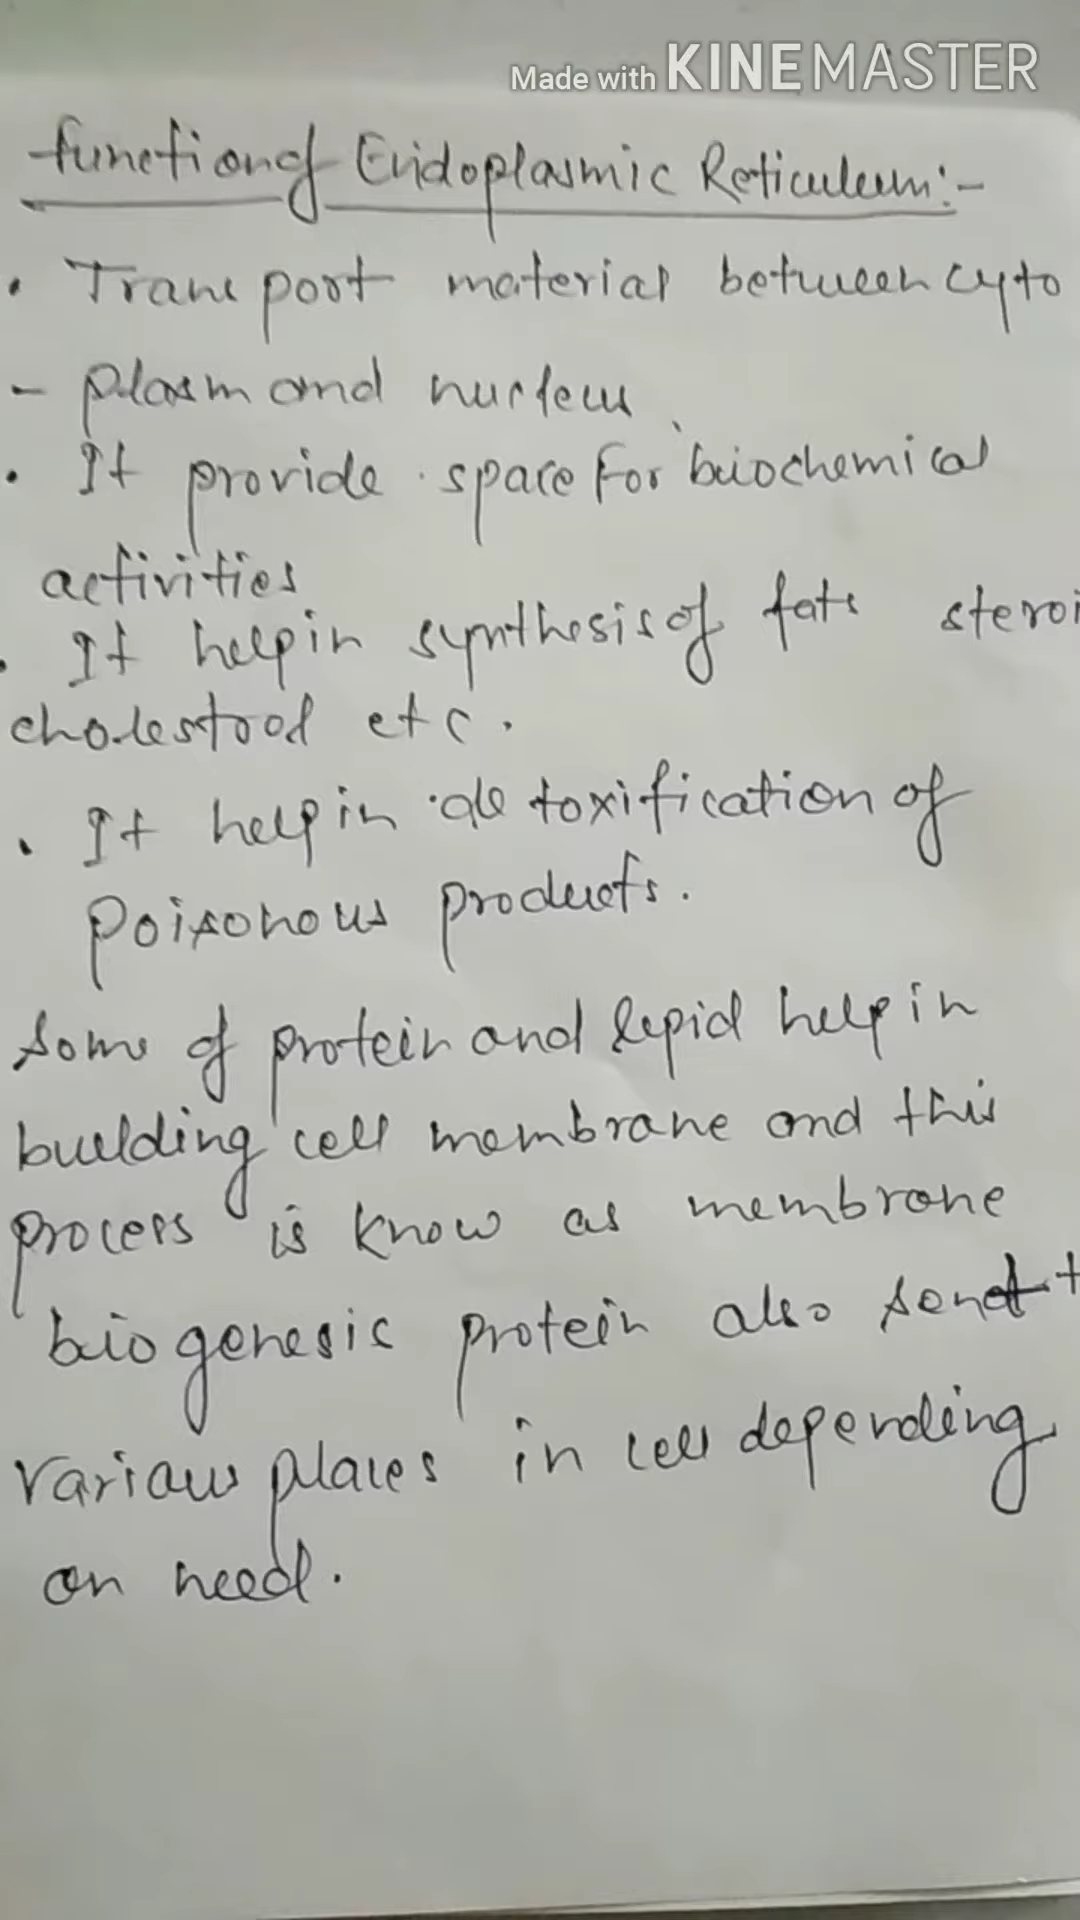 Made with KINEMASTER
function of Endoplasmic Reticulum:-
• Transport material between cyto
- plasm and nucleus
• It provide space for biochemical
activities
• It help in synthesis of fats steroi
cholestrol etc.
• It help in detoxification of
Poisonous products.
Some of protein and lepid help in
building cell membrane and this
process is know as membrane
biogenesis protein also send t
various places in cell depending
on need.